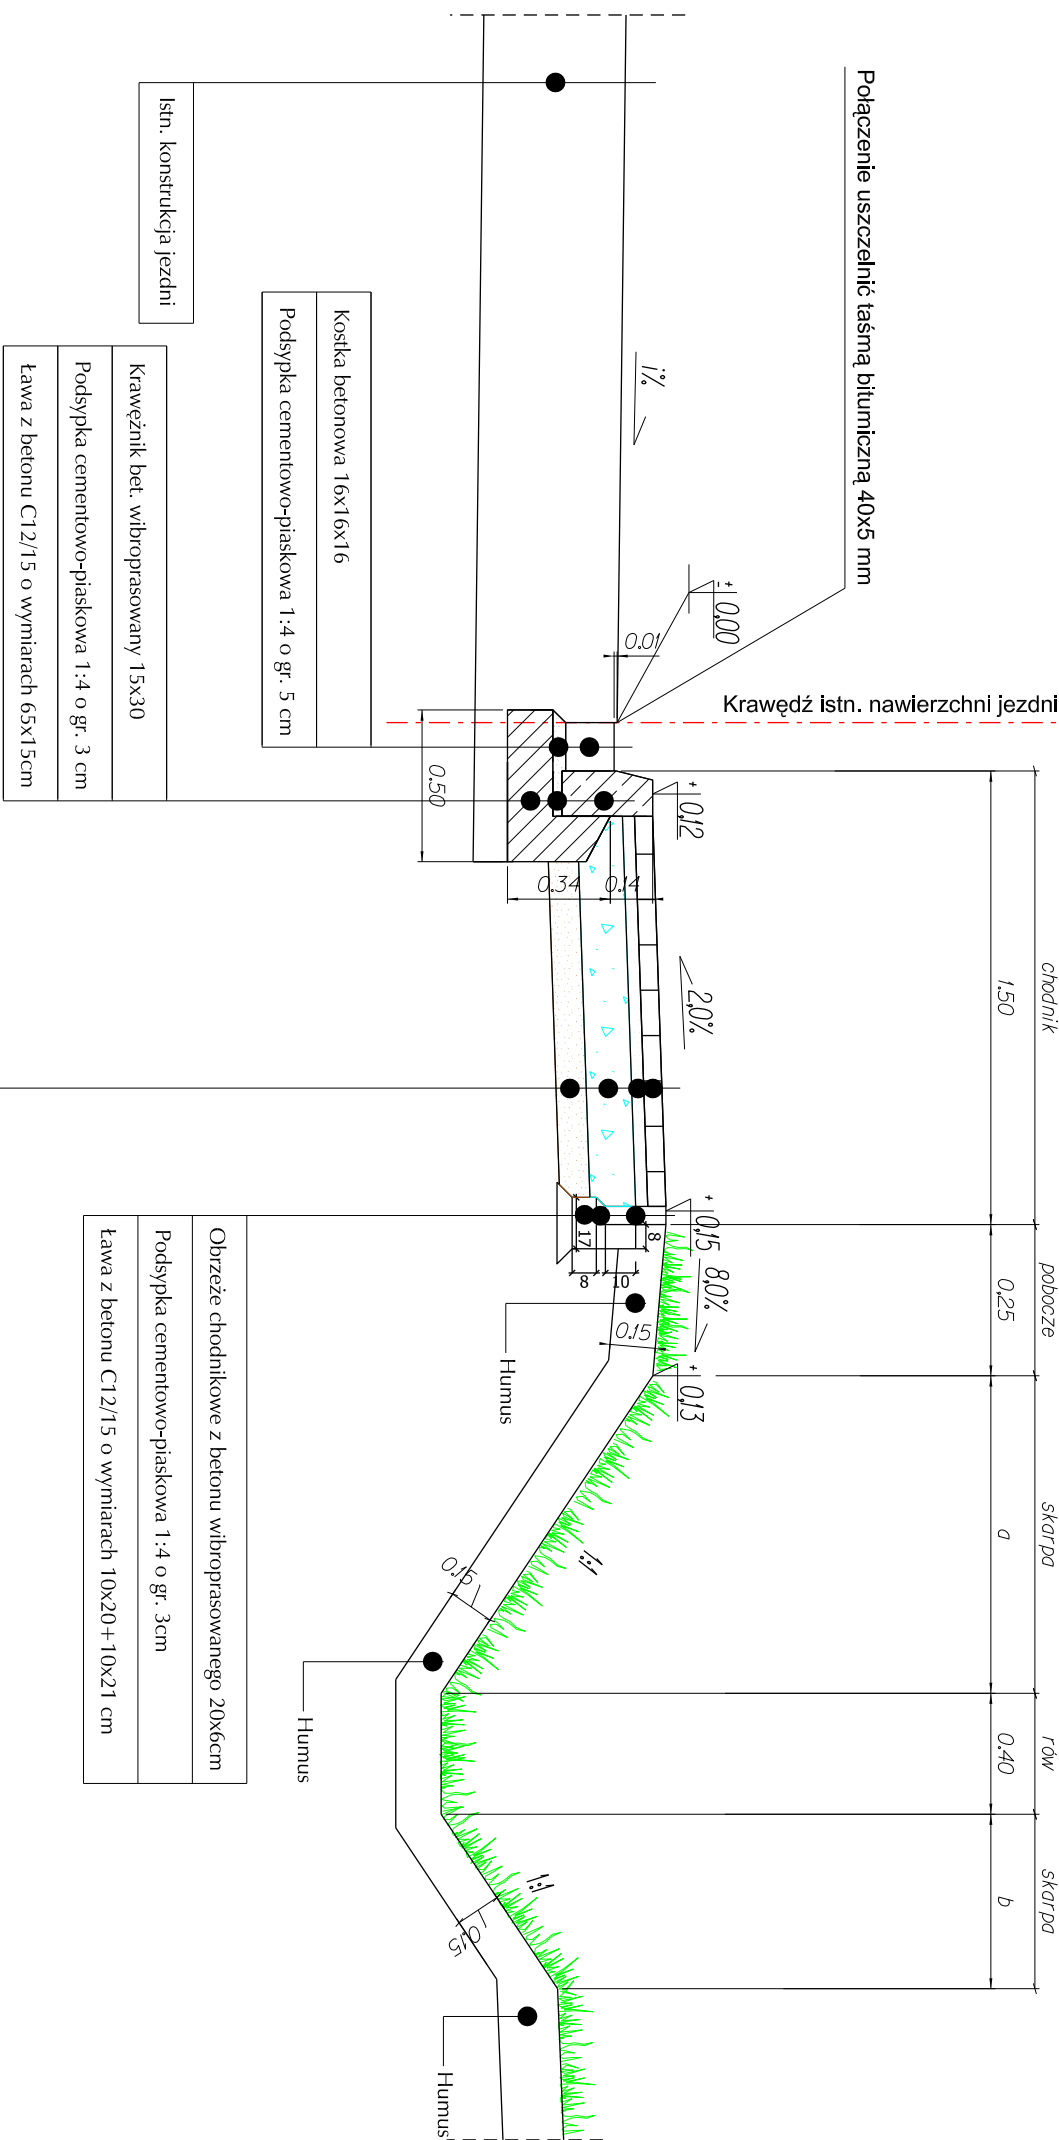 Połączenie uszczelnić taśmą bitumiczną 40x5 mm
Krawędź istn. nawierzchni jezdni
chodnik
pobocze
skarpa
rów
skarpa
1.50
0,25
a
0.40
b
i%
± 0,00
0.01
+ 0,12
2,0%
+ 0,15
8,0%
+ 0,13
0.50
0.34
0.14
8
17
8
10
0.15
1:1
0.15
1:1
0.15
Humus
Humus
Humus
Istn. konstrukcja jezdni
Kostka betonowa 16x16x16
Podsypka cementowo-piaskowa 1:4 o gr. 5 cm
Krawężnik bet. wibroprasowany 15x30
Podsypka cementowo-piaskowa 1:4 o gr. 3 cm
Ława z betonu C12/15 o wymiarach 65x15cm
Obrzeże chodnikowe z betonu wibroprasowanego 20x6cm
Podsypka cementowo-piaskowa 1:4 o gr. 3cm
Ława z betonu C12/15 o wymiarach 10x20+10x21 cm